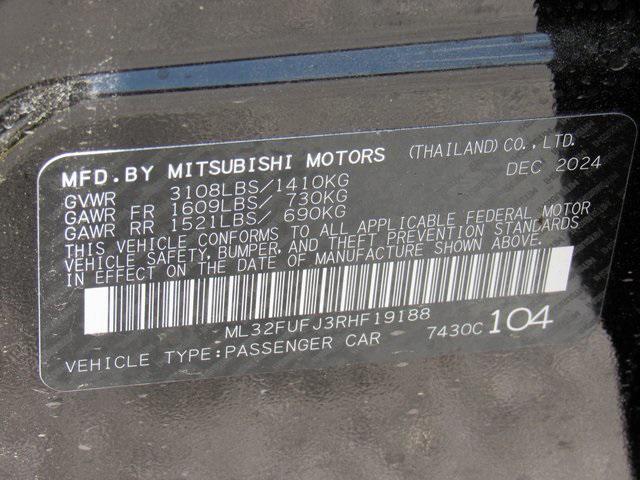 MFD.BY MITSUBISHI MOTORS (THAILAND) CO., LTD.
GVWR 3108LBS/1410KG DEC 2024
GAWR FR 1609LBS/ 730KG
GAWR RR 1521LBS/ 690KG
THIS VEHICLE CONFORMS TO ALL APPLICABLE FEDERAL MOTOR
VEHICLE SAFETY, BUMPER, AND THEFT PREVENTION STANDARDS
IN EFFECT ON THE DATE OF MANUFACTURE SHOWN ABOVE.
ML32FUFJ3RHF19188
VEHICLE TYPE:PASSENGER CAR 7430C 104